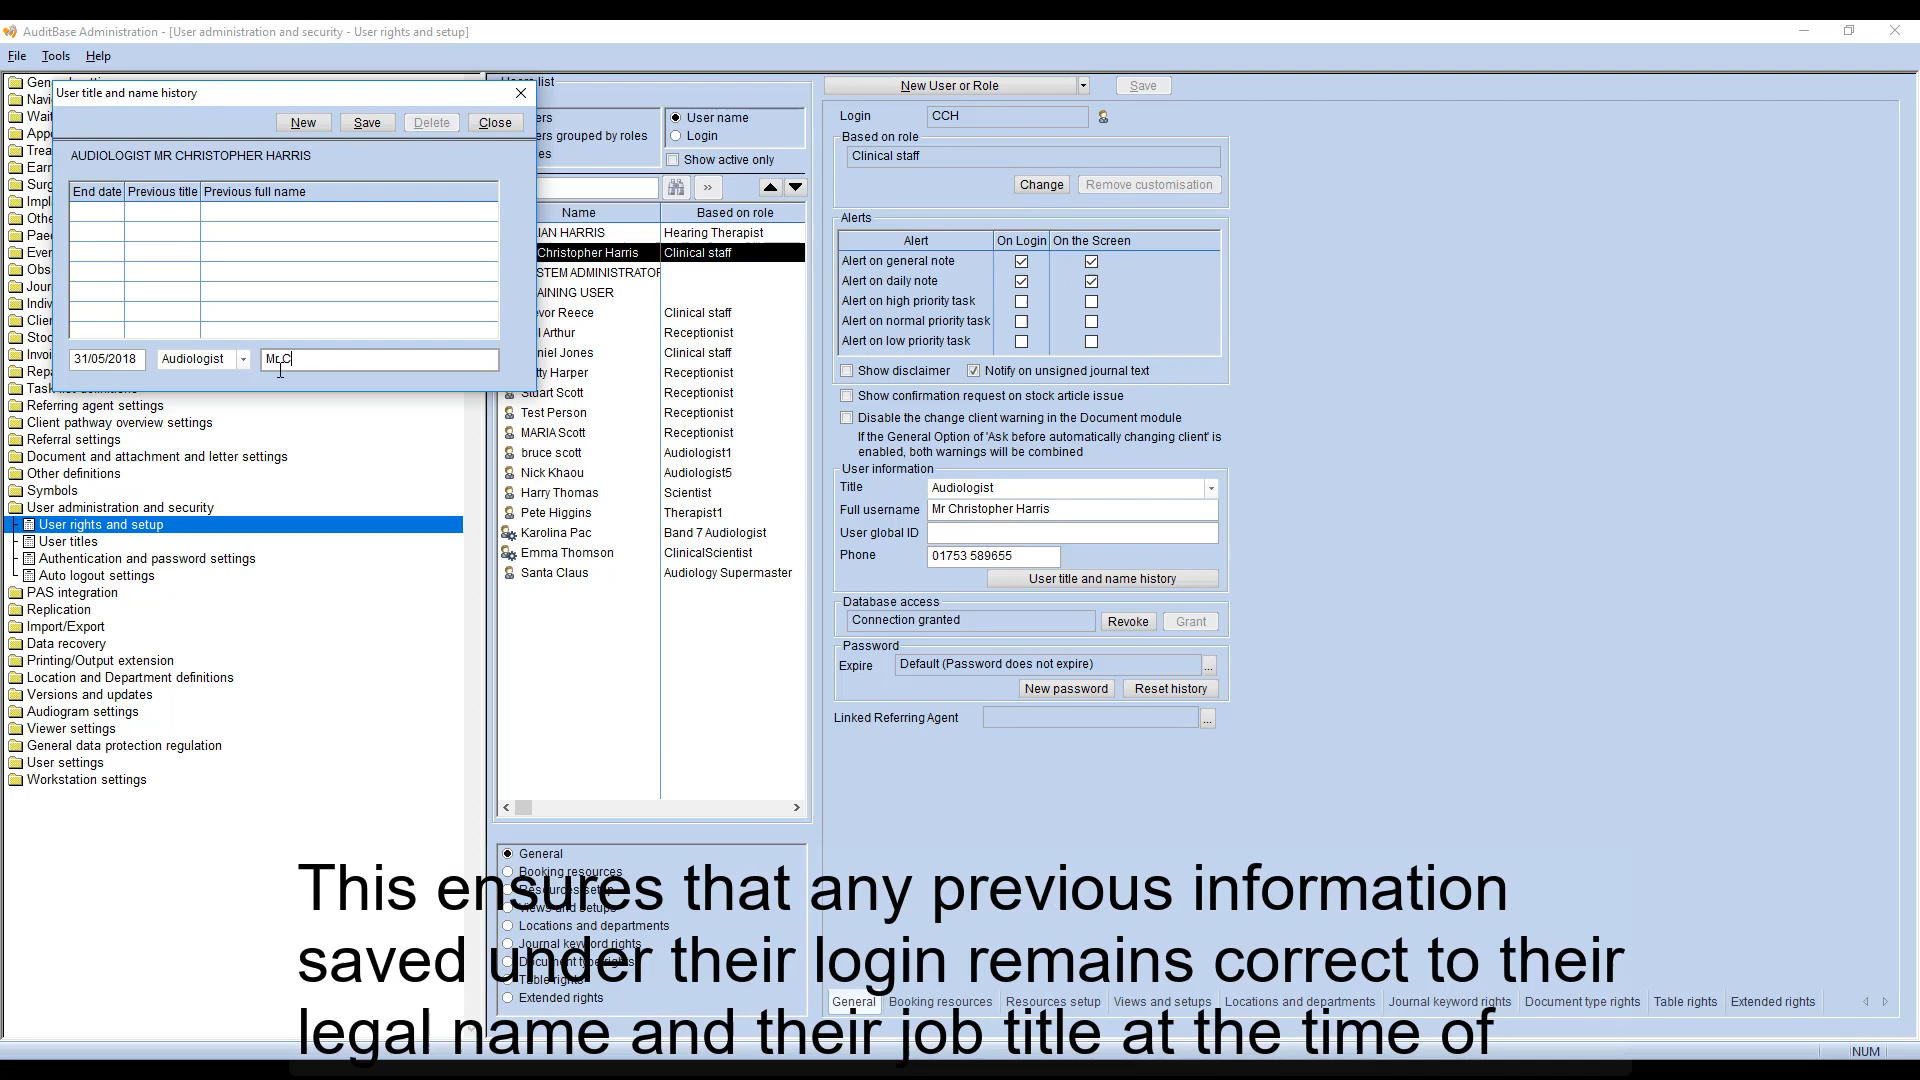 AuditBase Administration - [User administration and security - User rights and setup]
File Tools Help
User title and name history
New Save Delete Close
AUDIOLOGIST MR CHRISTOPHER HARRIS
End date Previous title Previous full name
31/05/2018 Audiologist Mr C
Referring agent settings
Client pathway overview settings
Referral settings
Document and attachment and letter settings
Other definitions
Symbols
User administration and security
User rights and setup
User titles
Authentication and password settings
Auto logout settings
PAS integration
Replication
Import/Export
Data recovery
Printing/Output extension
Location and Department definitions
Versions and updates
Audiogram settings
Viewer settings
General data protection regulation
User settings
Workstation settings
User name
Login
Show active only
Name Based on role
HARRIS Hearing Therapist
Christopher Harris Clinical staff
ADMINISTRATOR
USER
Reece Clinical staff
Arthur Receptionist
Jones Clinical staff
Harper Receptionist
Stuart Scott Receptionist
Test Person Receptionist
MARIA Scott Receptionist
bruce scott Audiologist1
Nick Khaou Audiologist5
Harry Thomas Scientist
Pete Higgins Therapist1
Karolina Pac Band 7 Audiologist
Emma Thomson ClinicalScientist
Santa Claus Audiology Supermaster
General
Booking resources
Resources setup
Views and setups
Locations and departments
Journal keyword rights
Document type rights
Table rights
Extended rights
New User or Role Save
Login CCH
Based on role
Clinical staff
Change Remove customisation
Alerts
Alert On Login On the Screen
Alert on general note
Alert on daily note
Alert on high priority task
Alert on normal priority task
Alert on low priority task
Show disclaimer Notify on unsigned journal text
Show confirmation request on stock article issue
Disable the change client warning in the Document module
If the General Option of 'Ask before automatically changing client' is
enabled, both warnings will be combined
User information
Title Audiologist
Full username Mr Christopher Harris
User global ID
Phone 01753 589655
User title and name history
Database access
Connection granted Revoke Grant
Password
Expire Default (Password does not expire) ...
New password Reset history
Linked Referring Agent ...
General Booking resources Resources setup Views and setups Locations and departments Journal keyword rights Document type rights Table rights Extended rights
This ensures that any previous information
saved under their login remains correct to their
legal name and their job title at the time of
NUM